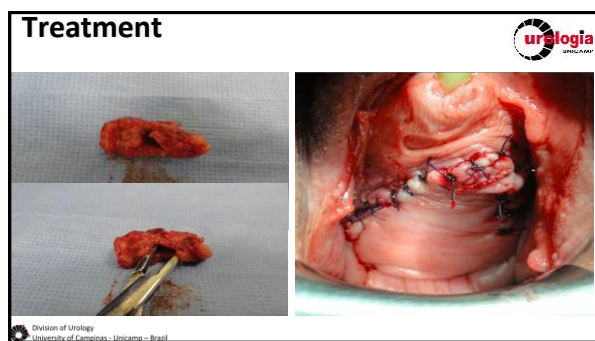 Treatment
urologia
UNICAMP
Division of Urology
University of Campinas - Unicamp – Brazil